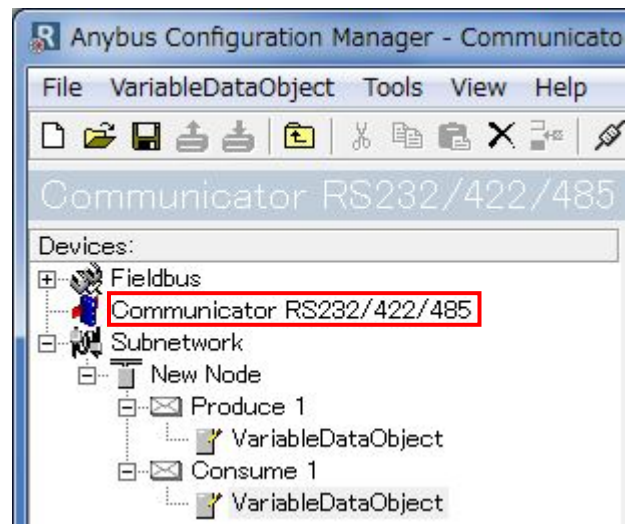 Anybus Configuration Manager - Communicato
File VariableDataObject Tools View Help
Communicator RS232/422/485
Devices:
Fieldbus
Communicator RS232/422/485
Subnetwork
New Node
Produce 1
VariableDataObject
Consume 1
VariableDataObject